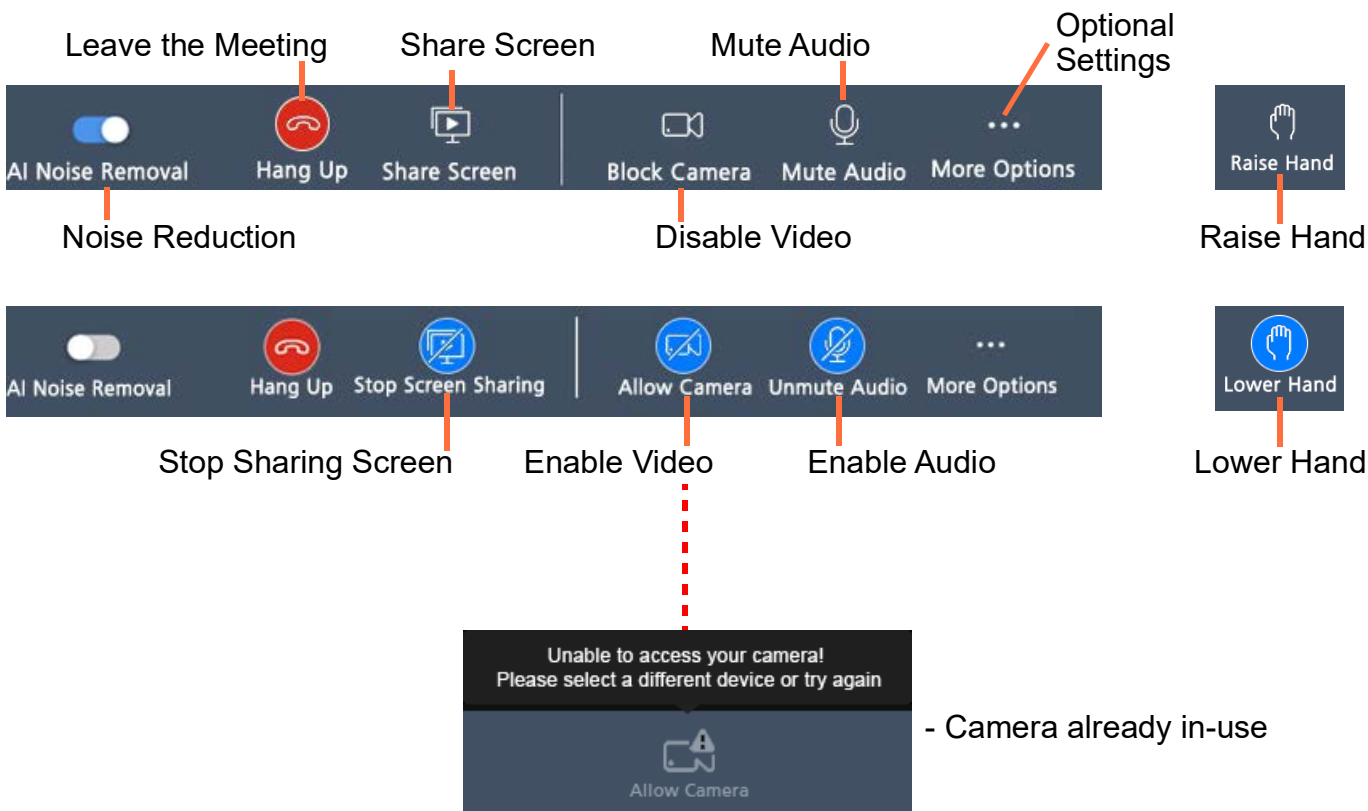 Leave the Meeting
Share Screen
Mute Audio
Optional
Settings
AI Noise Removal
Hang Up
Share Screen
Block Camera
Mute Audio
More Options
Raise Hand
Noise Reduction
Disable Video
Raise Hand
AI Noise Removal
Hang Up
Stop Screen Sharing
Allow Camera
Unmute Audio
More Options
Lower Hand
Stop Sharing Screen
Enable Video
Enable Audio
Lower Hand
Unable to access your camera!
Please select a different device or try again
- Camera already in-use
Allow Camera